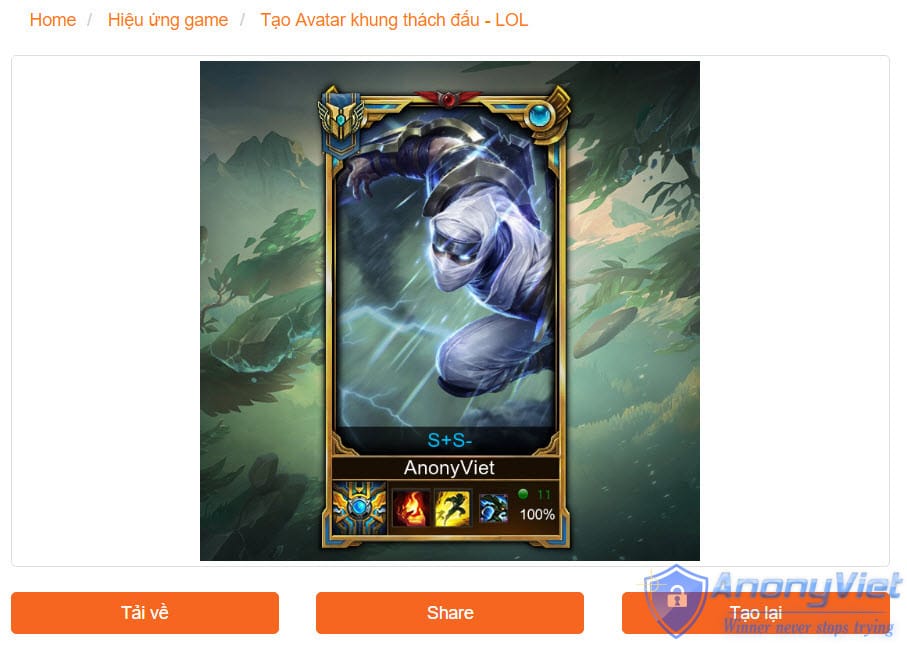 Home / Hiệu ứng game / Tạo Avatar khung thách đấu - LOL
S+S-
AnonyViet
11
100%
Tải về
Share
Tạo lại
AnonyViet
Winner never stops trying